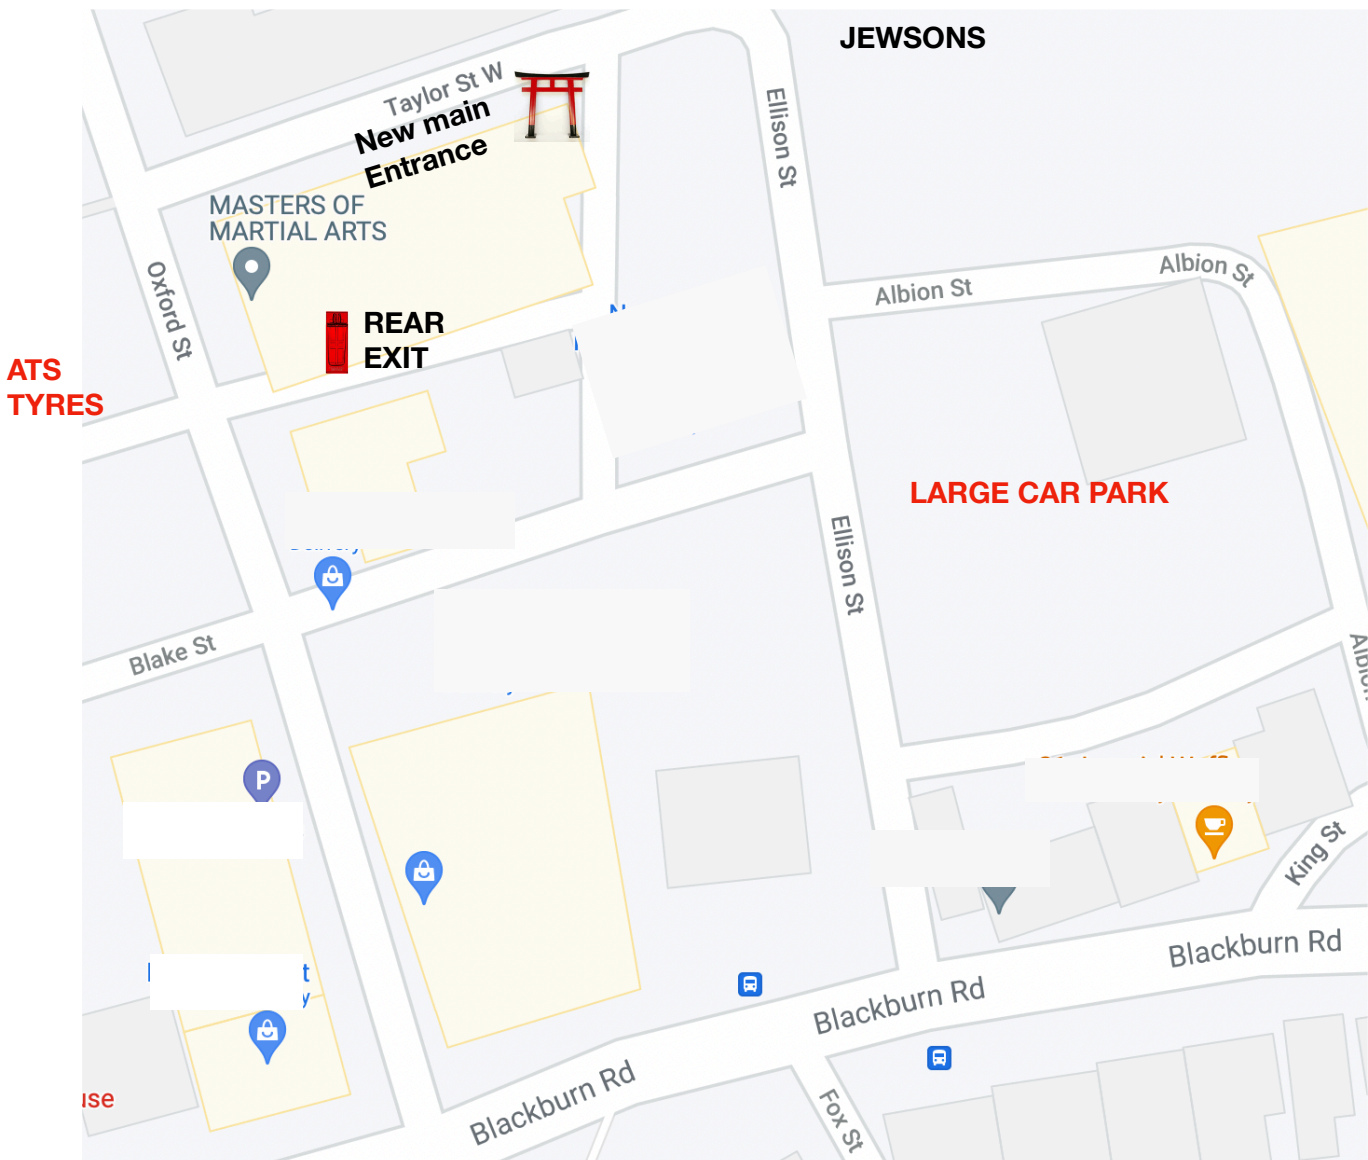 JEWSONS
Taylor St W
New main
Entrance
Ellison St
MASTERS OF
MARTIAL ARTS
Oxford St
Albion St
Albion St
REAR
EXIT
ATS
TYRES
LARGE CAR PARK
Ellison St
Blake St
P
King St
Blackburn Rd
Blackburn Rd
Blackburn Rd
Fox St